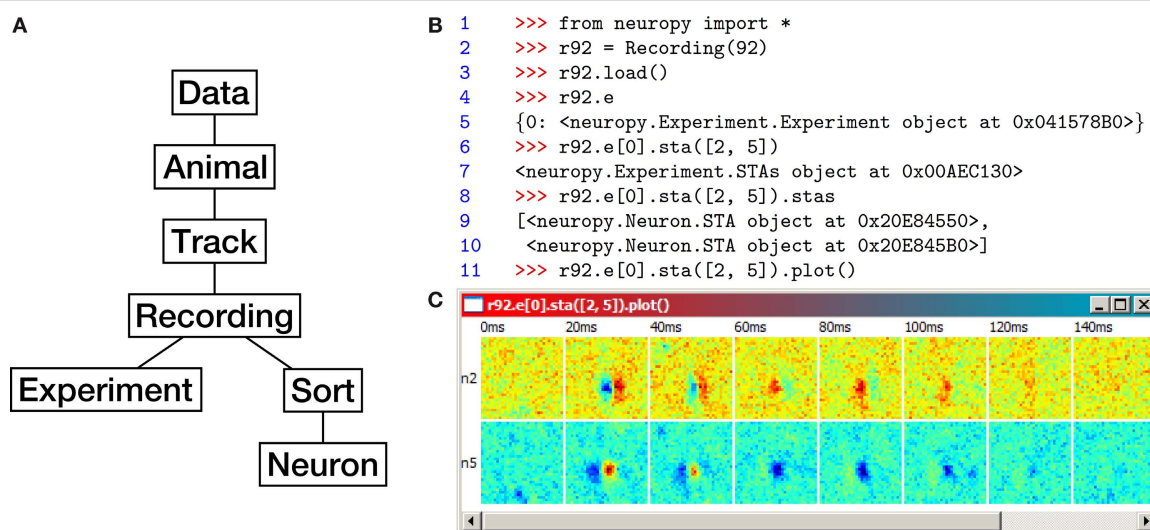 A
Data
Animal
Track
Recording
Experiment Sort
Neuron
B
1 >>> from neuropy import *
2 >>> r92 = Recording(92)
3 >>> r92.load()
4 >>> r92.e
5 {0: <neuropy.Experiment.Experiment object at 0x041578B0>}
6 >>> r92.e[0].sta([2, 5])
7 <neuropy.Experiment.STAs object at 0x00AEC130>
8 >>> r92.e[0].sta([2, 5]).stas
9 [<neuropy.Neuron.STA object at 0x20E84550>,
10 <neuropy.Neuron.STA object at 0x20E845B0>]
11 >>> r92.e[0].sta([2, 5]).plot()
C
r92.e[0].sta([2, 5]).plot()
0ms 20ms 40ms 60ms 80ms 100ms 120ms 140ms
n2
n5